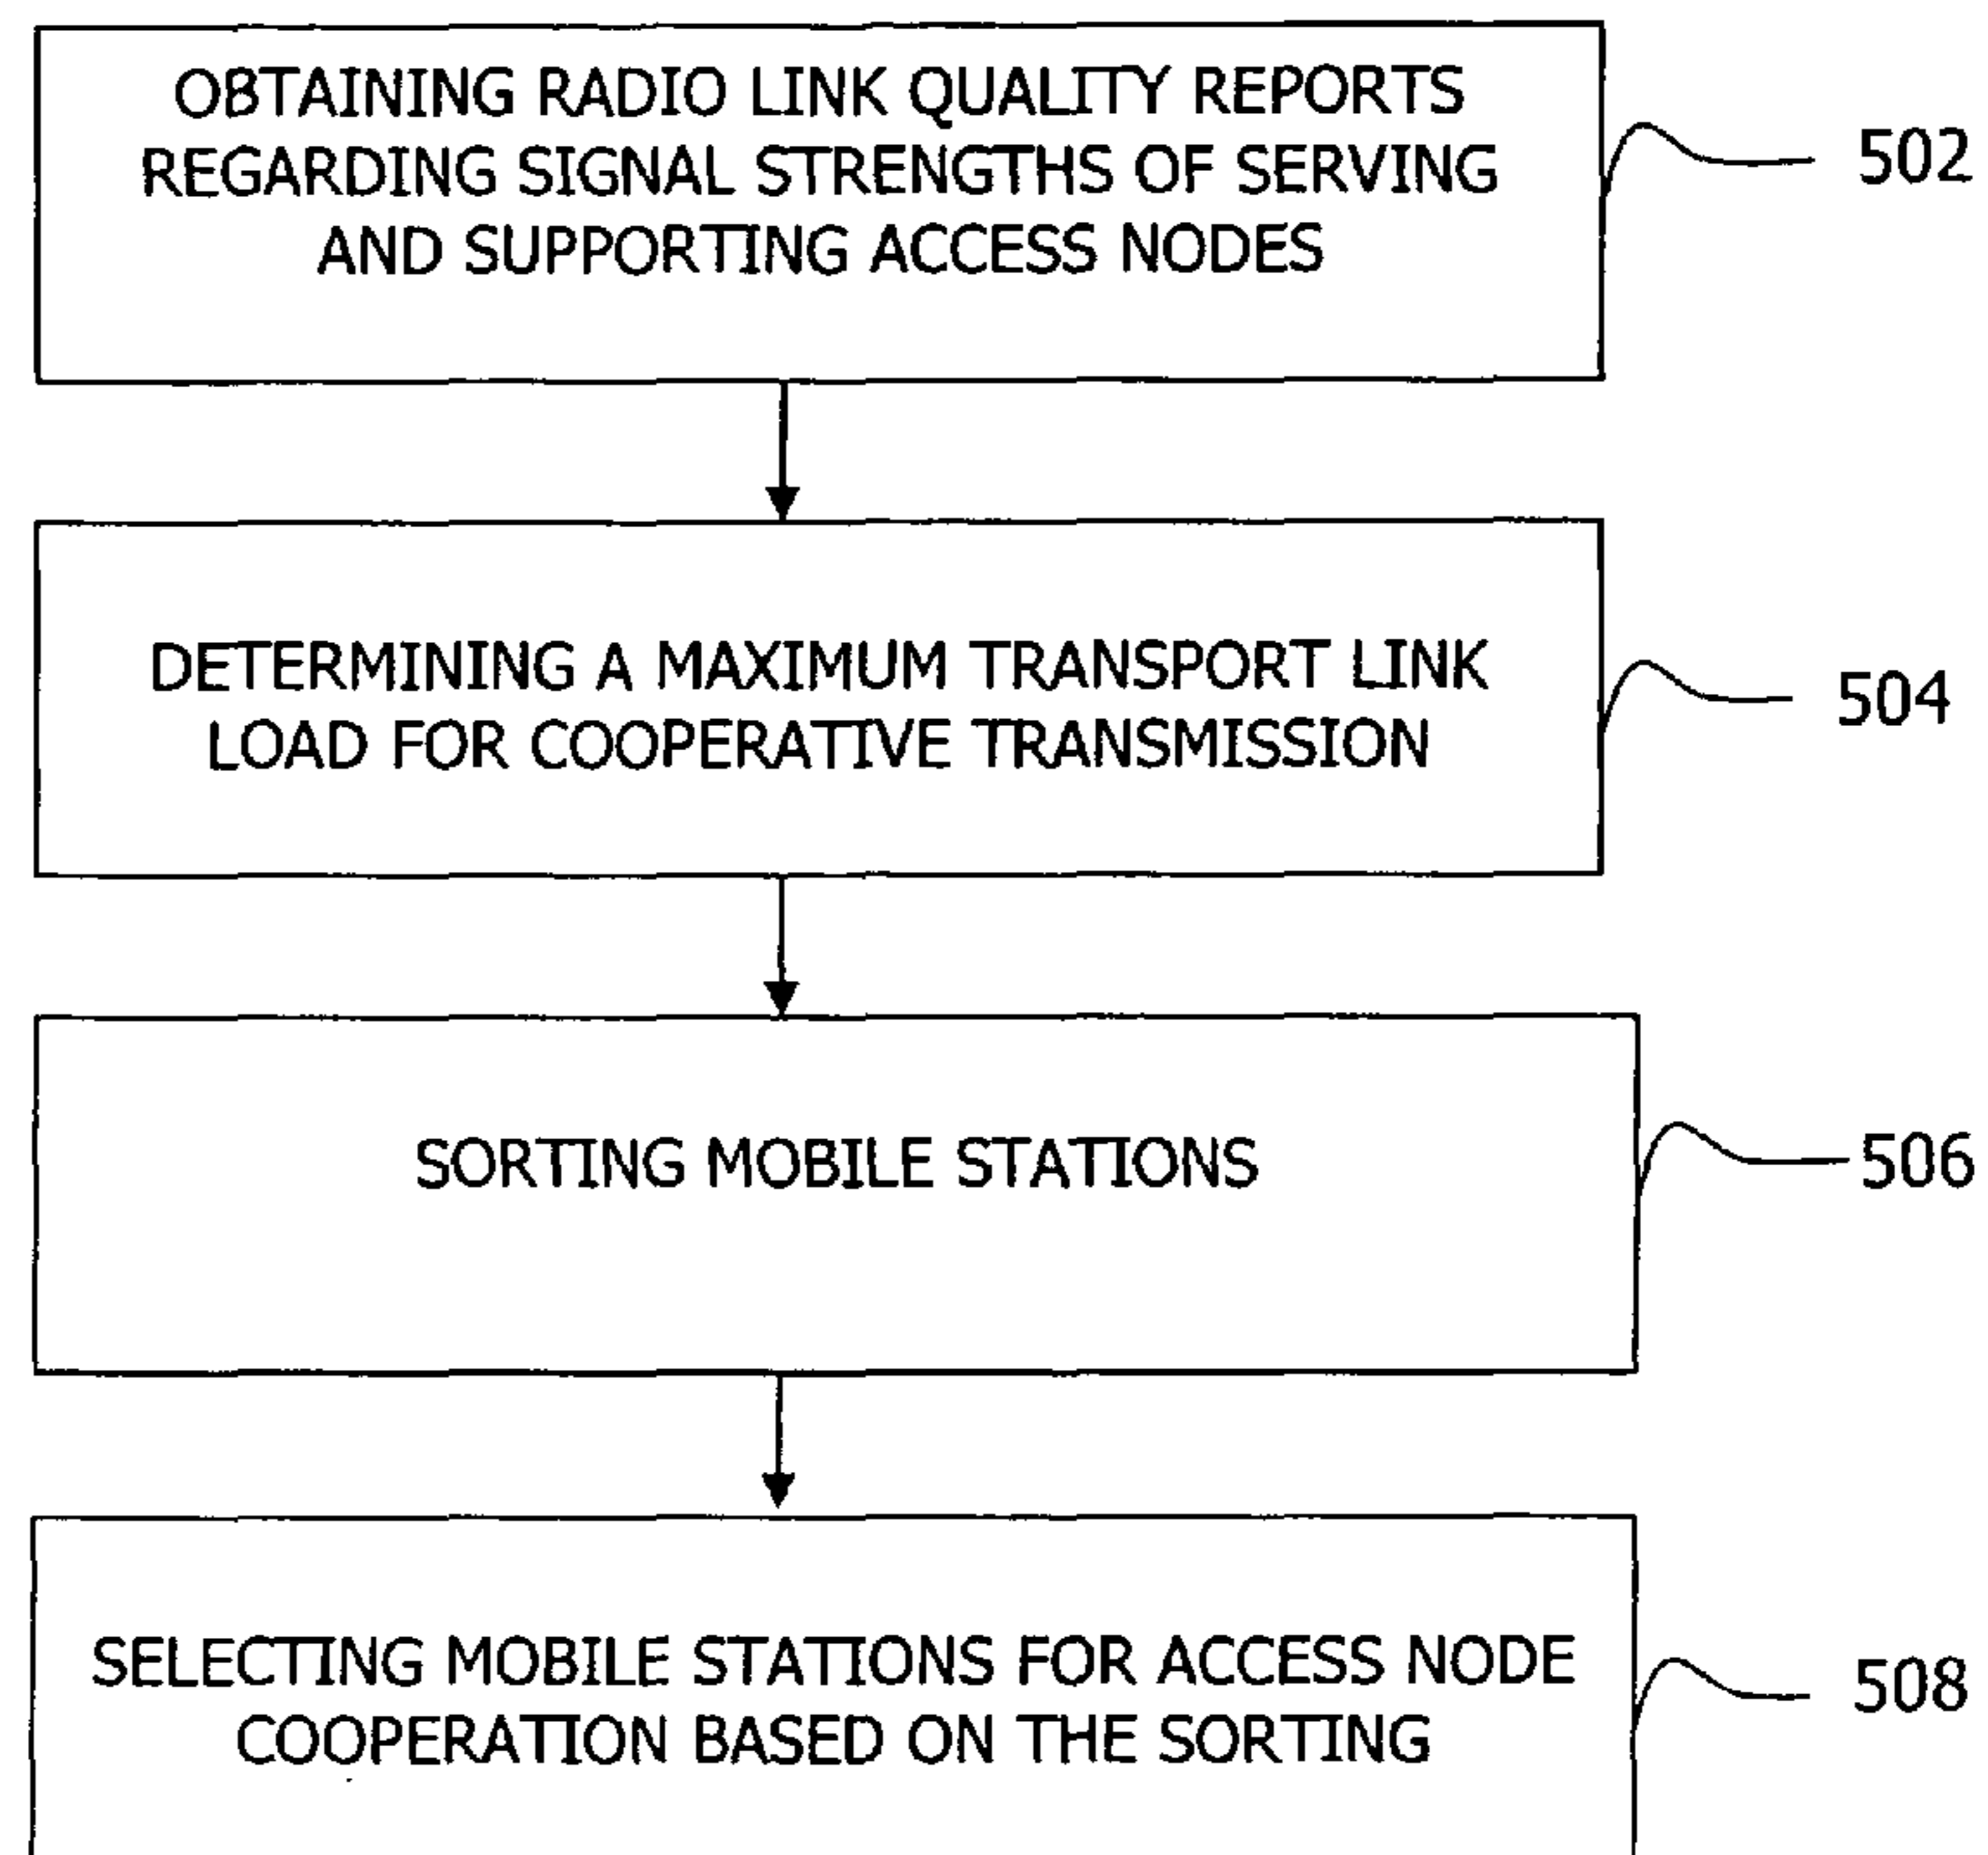 OBTAINING RADIO LINK QUALITY REPORTS
REGARDING SIGNAL STRENGTHS OF SERVING
AND SUPPORTING ACCESS NODES
502
DETERMINING A MAXIMUM TRANSPORT LINK
LOAD FOR COOPERATIVE TRANSMISSION
504
SORTING MOBILE STATIONS
506
SELECTING MOBILE STATIONS FOR ACCESS NODE
COOPERATION BASED ON THE SORTING
508